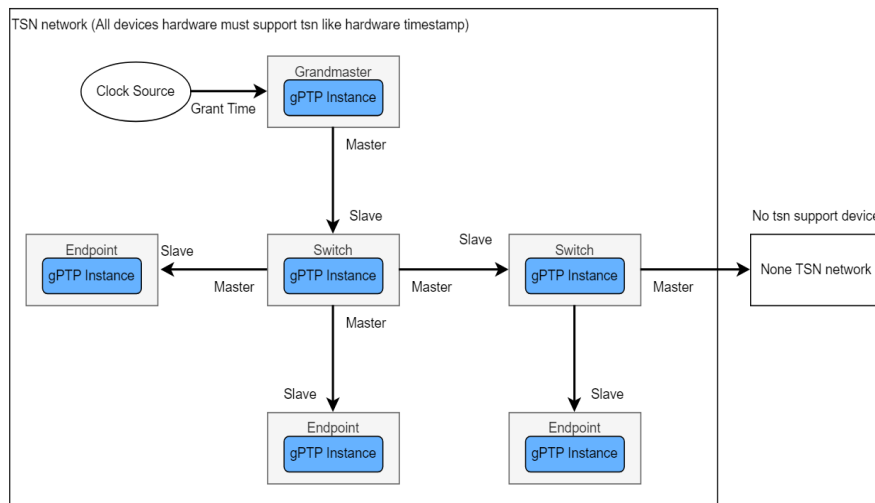 TSN network (All devices hardware must support tsn like hardware timestamp)
Clock Source
Grant Time
Grandmaster
gPTP Instance
Master
Slave
No tsn support device
Endpoint
gPTP Instance
Slave
Master
Switch
gPTP Instance
Master
Master
Slave
Switch
gPTP Instance
Master
None TSN network
Slave
Endpoint
gPTP Instance
Slave
Endpoint
gPTP Instance